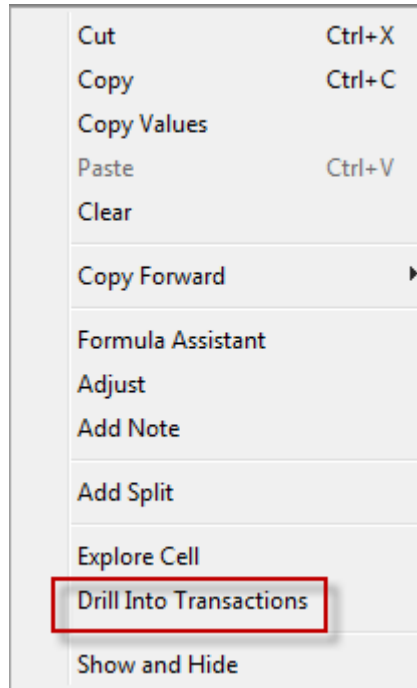 Cut Ctrl+X
Copy Ctrl+C
Copy Values
Paste Ctrl+V
Clear
Copy Forward
Formula Assistant
Adjust
Add Note
Add Split
Explore Cell
Drill Into Transactions
Show and Hide